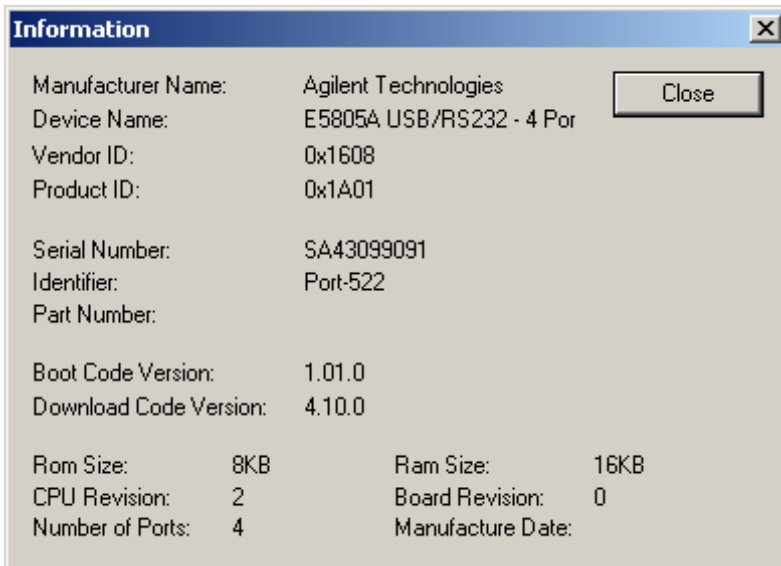 Information
Manufacturer Name: Agilent Technologies Close
Device Name: E5805A USB/RS232 - 4 Por
Vendor ID: 0x1608
Product ID: 0x1A01
Serial Number: SA43099091
Identifier: Port-522
Part Number:
Boot Code Version: 1.01.0
Download Code Version: 4.10.0
Rom Size: 8KB Ram Size: 16KB
CPU Revision: 2 Board Revision: 0
Number of Ports: 4 Manufacture Date: